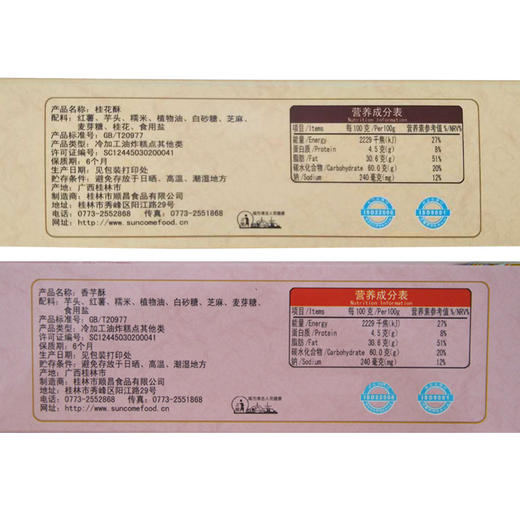 产品名称：桂花酥
配料：红薯、芋头、糯米、植物油、白砂糖、芝麻、
麦芽糖、桂花、食用盐
产品标准号：GB/T20977
产品类型：冷加工油炸糕点其他类
许可证编号：SC12445030200041
保质期：6个月
生产日期：见包装打印处
贮存条件：避免存放于日晒、高温、潮湿地方
产地：广西桂林市
制造商：桂林市顺昌食品有限公司
地址：桂林市秀峰区阳江路29号
电话：0773-2552868 传真：0773-2551868
网址：http://www.suncomefood.com
营养成分表
Nutrition Information
项目/Items 每100克/Per100g 营养素参考值%/NRV%
能量/Energy 2229千焦(kJ) 27%
蛋白质/Protein 4.5克(g) 8%
脂肪/Fat 30.6克(g) 51%
碳水化合物/Carbohydrate 60.0克(g) 20%
钠/Sodium 240毫克(mg) 12%
ISO22000
ISO9001
产品名称：香芋酥
配料：芋头、红薯、糯米、植物油、白砂糖、芝麻、麦芽糖、
食用盐
产品标准号：GB/T20977
产品类型：冷加工油炸糕点其他类
许可证编号：SC12445030200041
保质期：6个月
生产日期：见包装打印处
贮存条件：避免存放于日晒、高温、潮湿地方
产地：广西桂林市
制造商：桂林市顺昌食品有限公司
地址：桂林市秀峰区阳江路29号
电话：0773-2552868 传真：0773-2551868
网址：http://www.suncomefood.com
营养成分表
Nutrition Information
项目/Items 每100克/Per100g 营养素参考值%/NRV%
能量/Energy 2229千焦(kJ) 27%
蛋白质/Protein 4.5克(g) 8%
脂肪/Fat 30.6克(g) 51%
碳水化合物/Carbohydrate 60.0克(g) 20%
钠/Sodium 240毫克(mg) 12%
ISO22000
ISO9001